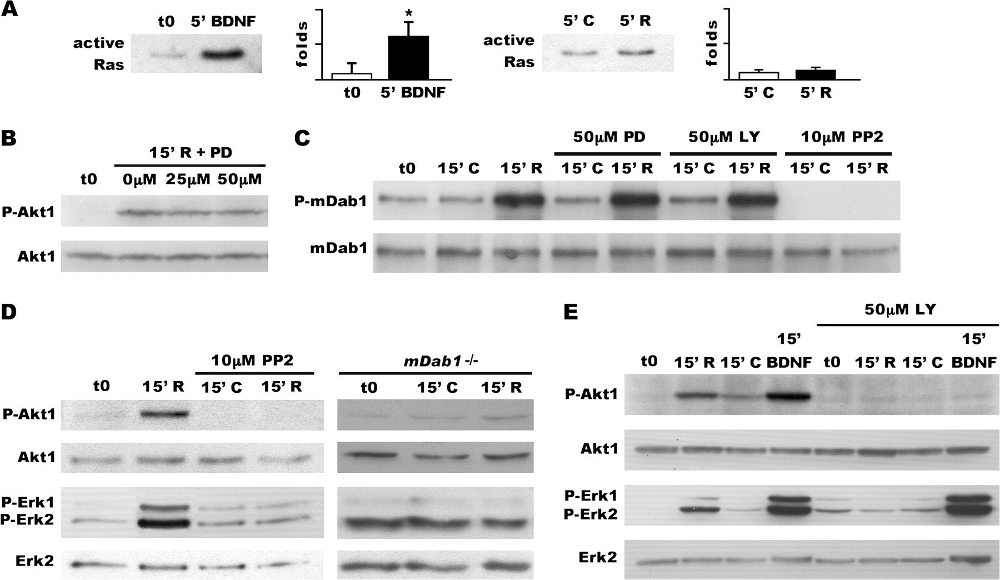 A
t0 5’ BDNF
active
Ras
folds
*
t0 5’ BDNF
5’ C 5’ R
active
Ras
folds
5’ C 5’ R
B
15’ R + PD
t0 0μM 25μM 50μM
P-Akt1
Akt1
C
50μM PD 50μM LY 10μM PP2
t0 15’ C 15’ R 15’ C 15’ R 15’ C 15’ R 15’ C 15’ R
P-mDab1
mDab1
D
10μM PP2 mDab1 -/-
t0 15’ R 15’ C 15’ R t0 15’ C 15’ R
P-Akt1
Akt1
P-Erk1
P-Erk2
Erk2
E
50μM LY
15’ 15’
t0 15’ R 15’ C BDNF t0 15’ R 15’ C BDNF
P-Akt1
Akt1
P-Erk1
P-Erk2
Erk2